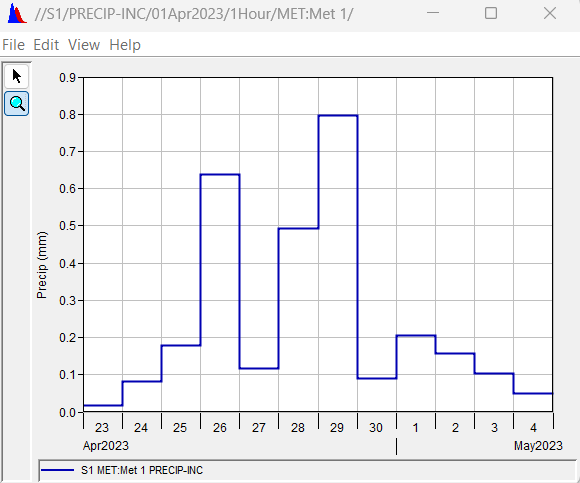 //S1/PRECIP-INC/01Apr2023/1Hour/MET:Met 1/
File Edit View Help
0.9
0.8
0.7
0.6
0.5
0.4
0.3
0.2
0.1
0.0
Precip (mm)
23 24 25 26 27 28 29 30 1 2 3 4
Apr2023 May2023
S1 MET:Met 1 PRECIP-INC